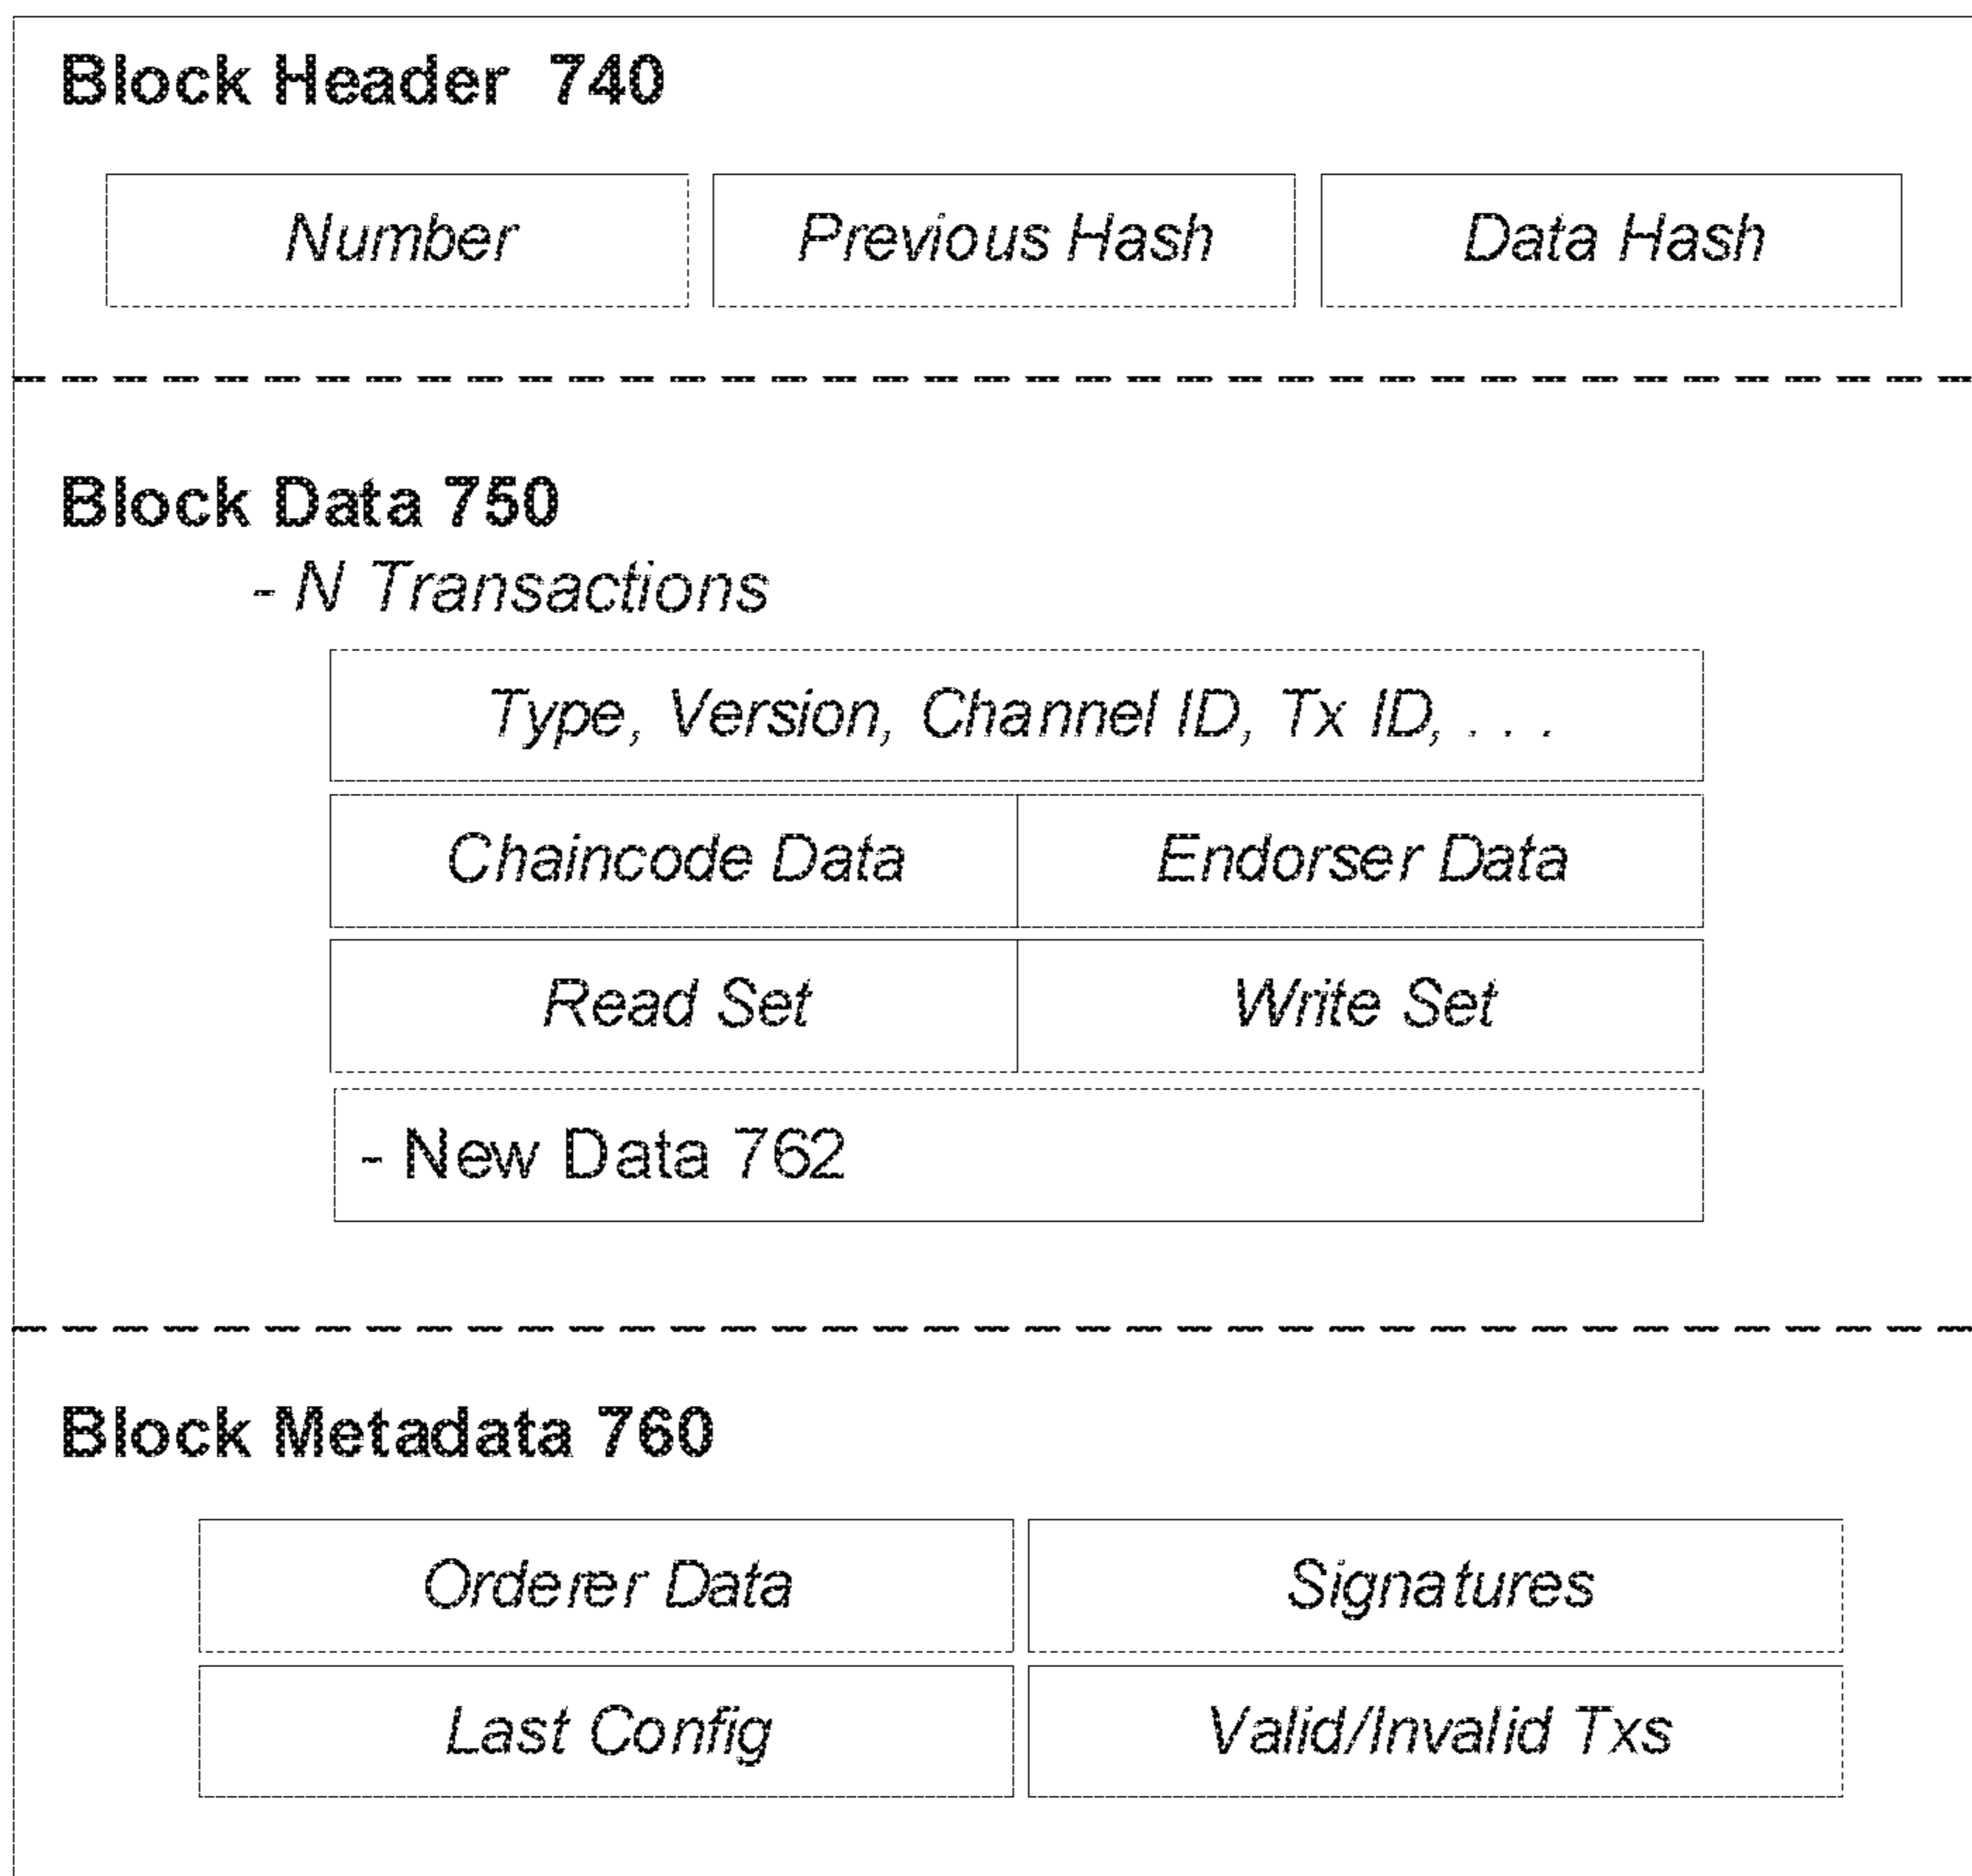 Block Header 740
Number Previous Hash Data Hash
Block Data 750
- N Transactions
Type, Version, Channel ID, Tx ID, . . .
Chaincode Data Endorser Data
Read Set Write Set
- New Data 762
Block Metadata 760
Orderer Data Signatures
Last Config Valid/Invalid Txs